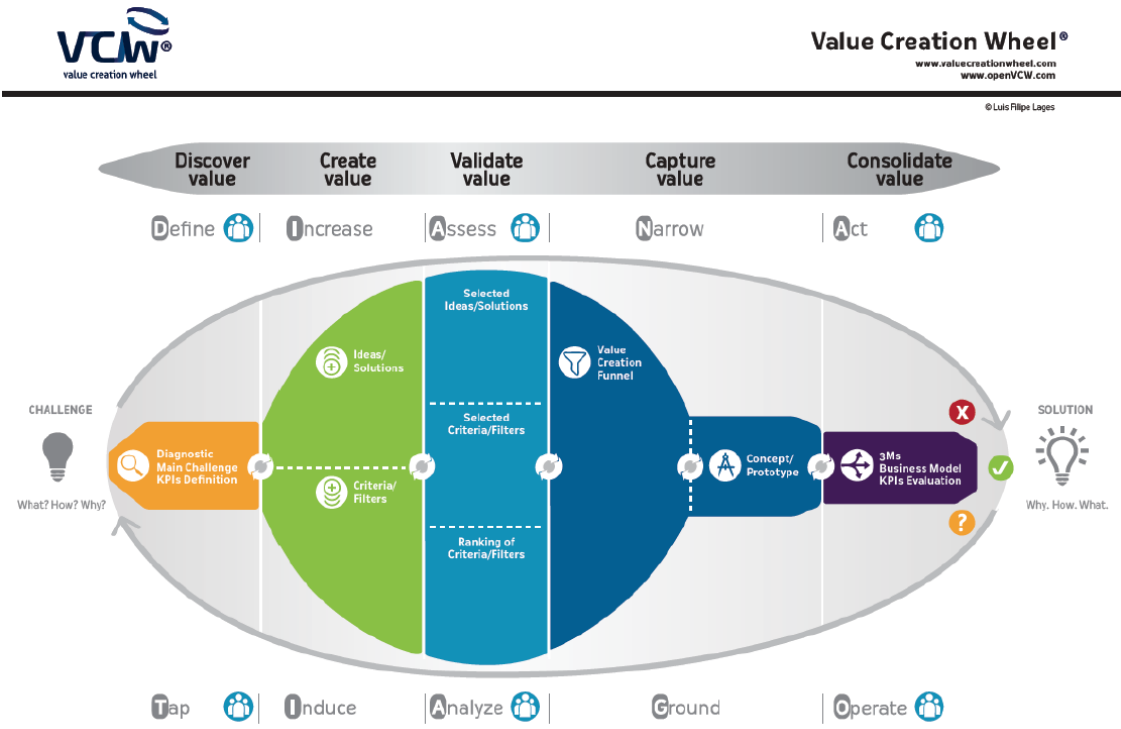 VCW®
value creation wheel
Value Creation Wheel®
www.valuecreationwheel.com
www.openVCW.com
© Luis Filipe Lages
Discover
value
Create
value
Validate
value
Capture
value
Consolidate
value
Define
Increase
Assess
Narrow
Act
Selected
Ideas/Solutions
Ideas/
Solutions
Value
Creation
Funnel
CHALLENGE
What? How? Why?
Diagnostic
Main Challenge
KPIs Definition
Selected
Criteria/Filters
Criteria/
Filters
Concept/
Prototype
3Ms
Business Model
KPIs Evaluation
X
?
SOLUTION
Why. How. What.
Ranking of
Criteria/Filters
Tap
Induce
Analyze
Ground
Operate